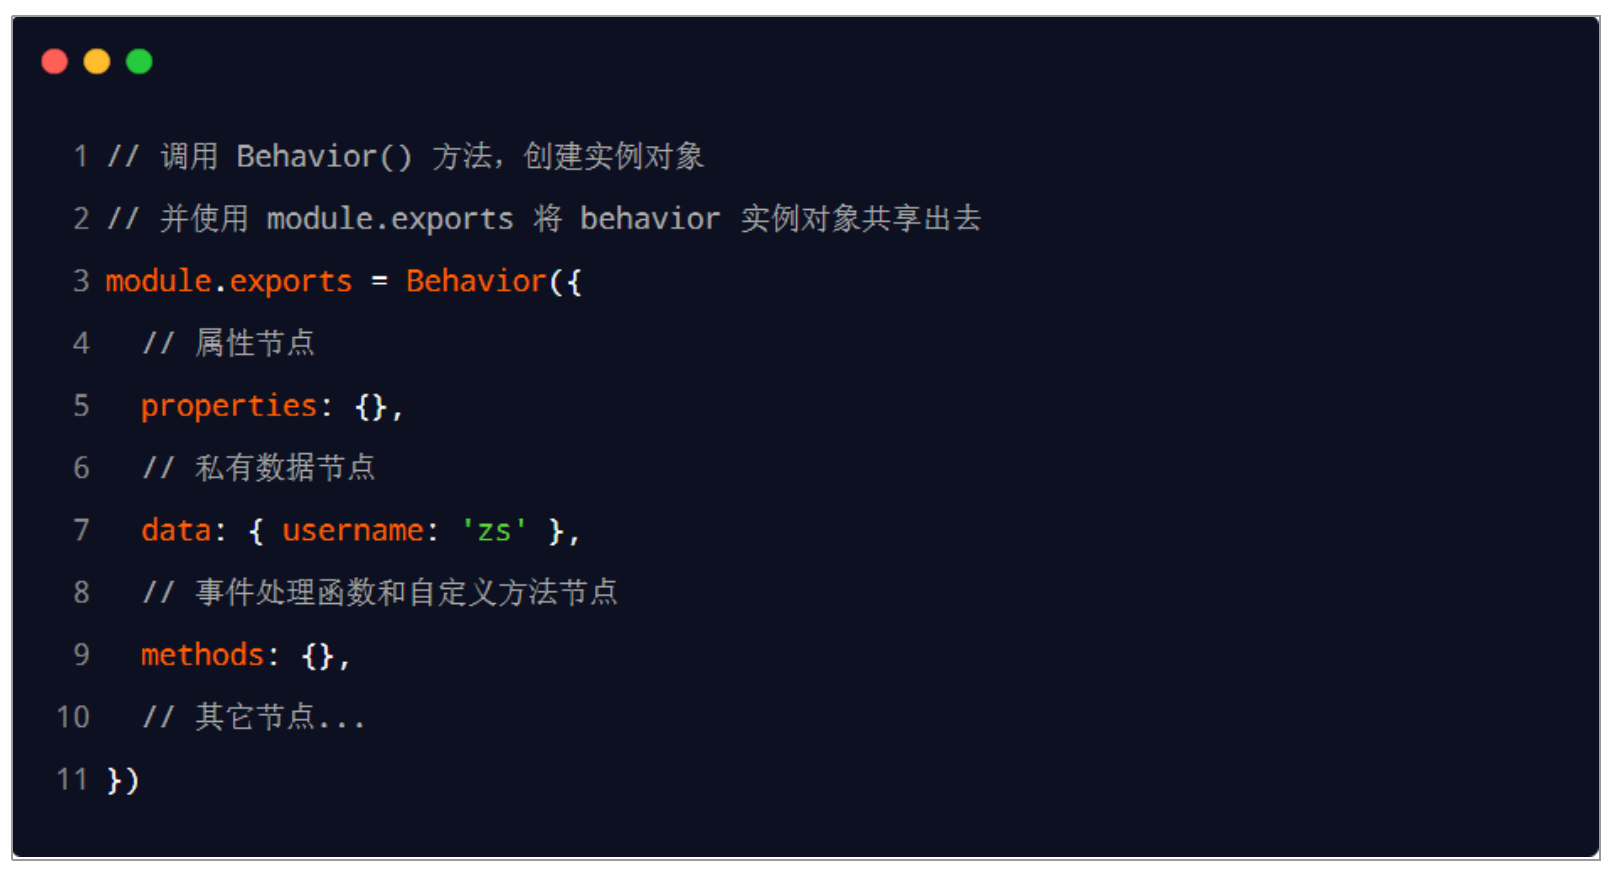 1 // 调用 Behavior() 方法，创建实例对象
2 // 并使用 module.exports 将 behavior 实例对象共享出去
3 module.exports = Behavior({
4   // 属性节点
5   properties: {},
6   // 私有数据节点
7   data: { username: 'zs' },
8   // 事件处理函数和自定义方法节点
9   methods: {},
10   // 其它节点...
11 })